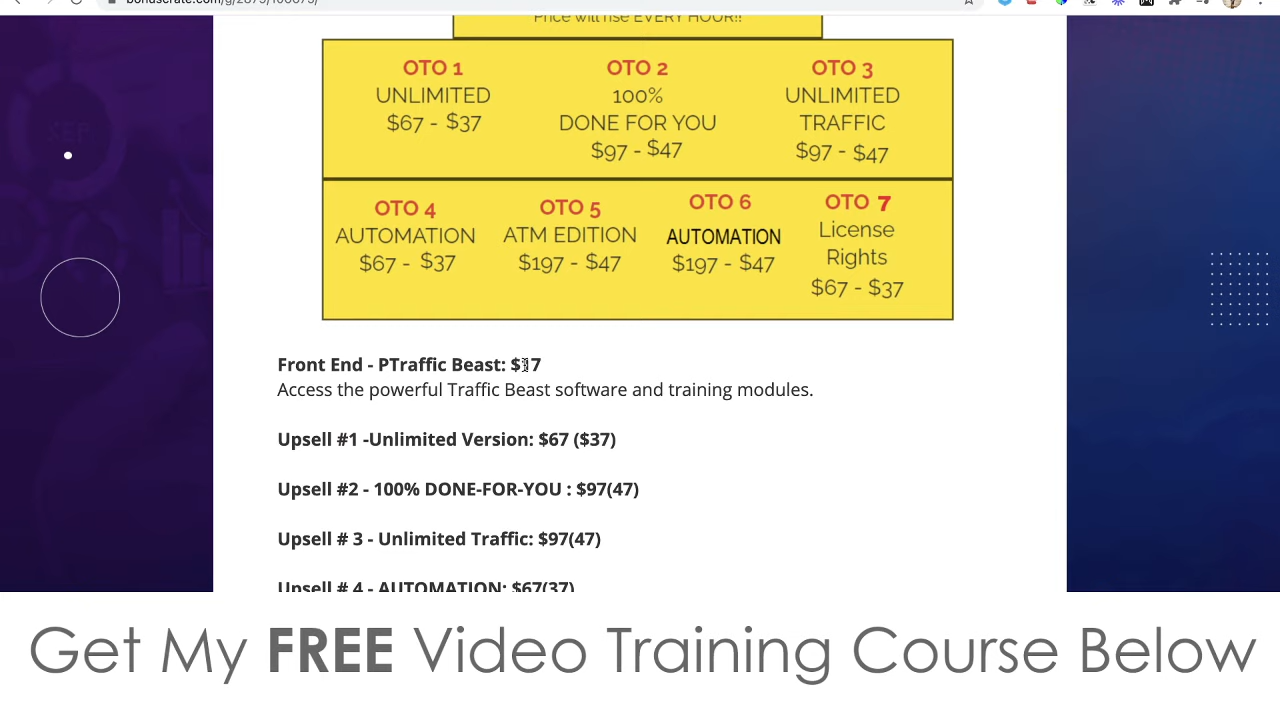 Price will rise EVERY HOUR!!
OTO 1
UNLIMITED
$67 - $37
OTO 2
100%
DONE FOR YOU
$97 - $47
OTO 3
UNLIMITED
TRAFFIC
$97 - $47
OTO 4
AUTOMATION
$67 - $37
OTO 5
ATM EDITION
$197 - $47
OTO 6
AUTOMATION
$197 - $47
OTO 7
License
Rights
$67 - $37
Front End - PTraffic Beast:
Access the powerful Traffic Beast software and training modules.
Upsell #1 -Unlimited Version: $67 ($37)
Upsell #2 - 100% DONE-FOR-YOU : $97(47)
Upsell # 3 - Unlimited Traffic: $97(47)
Upsell # 4 - AUTOMATION: $67(37)
Get My FREE Video Training Course Below